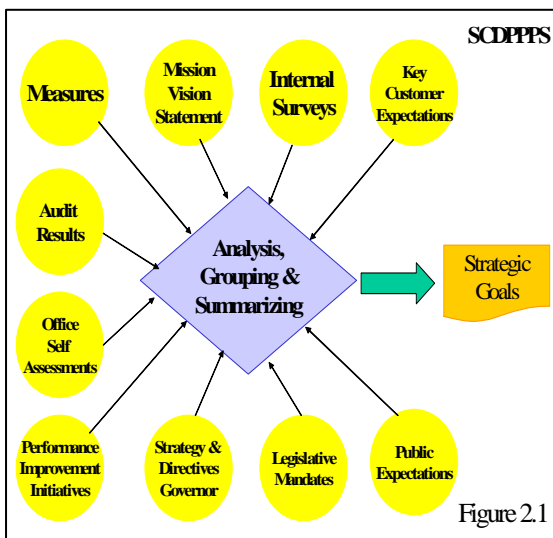 SCDPPPS
Measures
Mission
Vision
Statement
Internal
Surveys
Key
Customer
Expectations
Audit
Results
Analysis,
Grouping &
Summarizing
Strategic
Goals
Office
Self
Assessments
Performance
Improvement
Initiatives
Strategy &
Directives
Governor
Legislative
Mandates
Public
Expectations
Figure 2.1